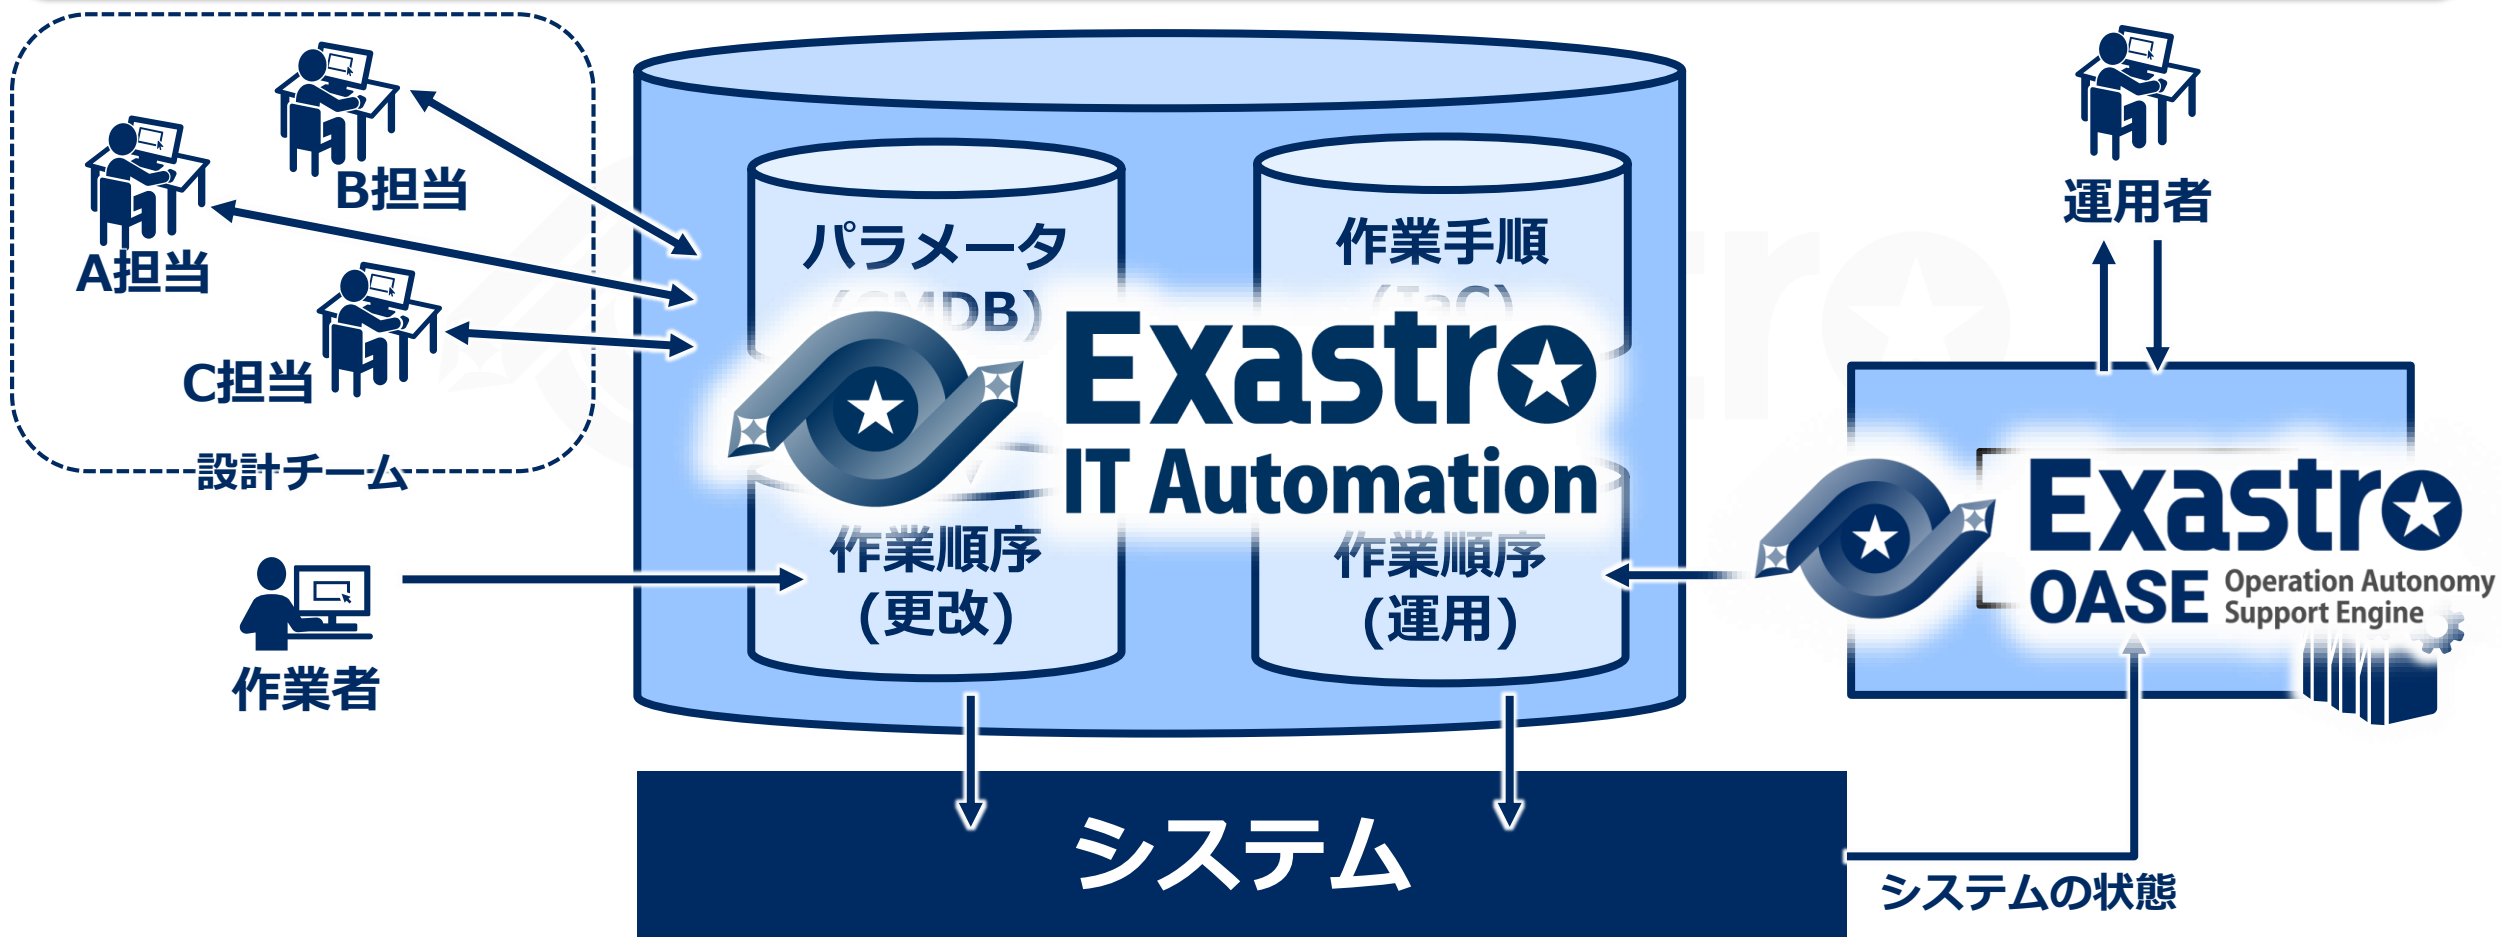 B担当
A担当
C担当
設計チーム
作業者
パラメータ
(CMDB)
作業手順
(IaC)
Exastro
IT Automation
作業順序
(更改)
作業順序
(運用)
システム
運用者
Exastro
OASE Operation Autonomy
Support Engine
システムの状態